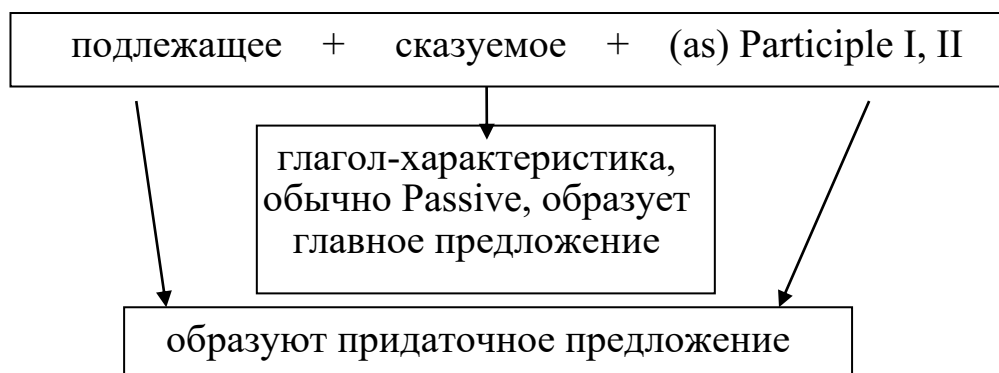 подлежащее + сказуемое + (as) Participle I, II
глагол-характеристика,
обычно Passive, образует
главное предложение
образуют придаточное предложение